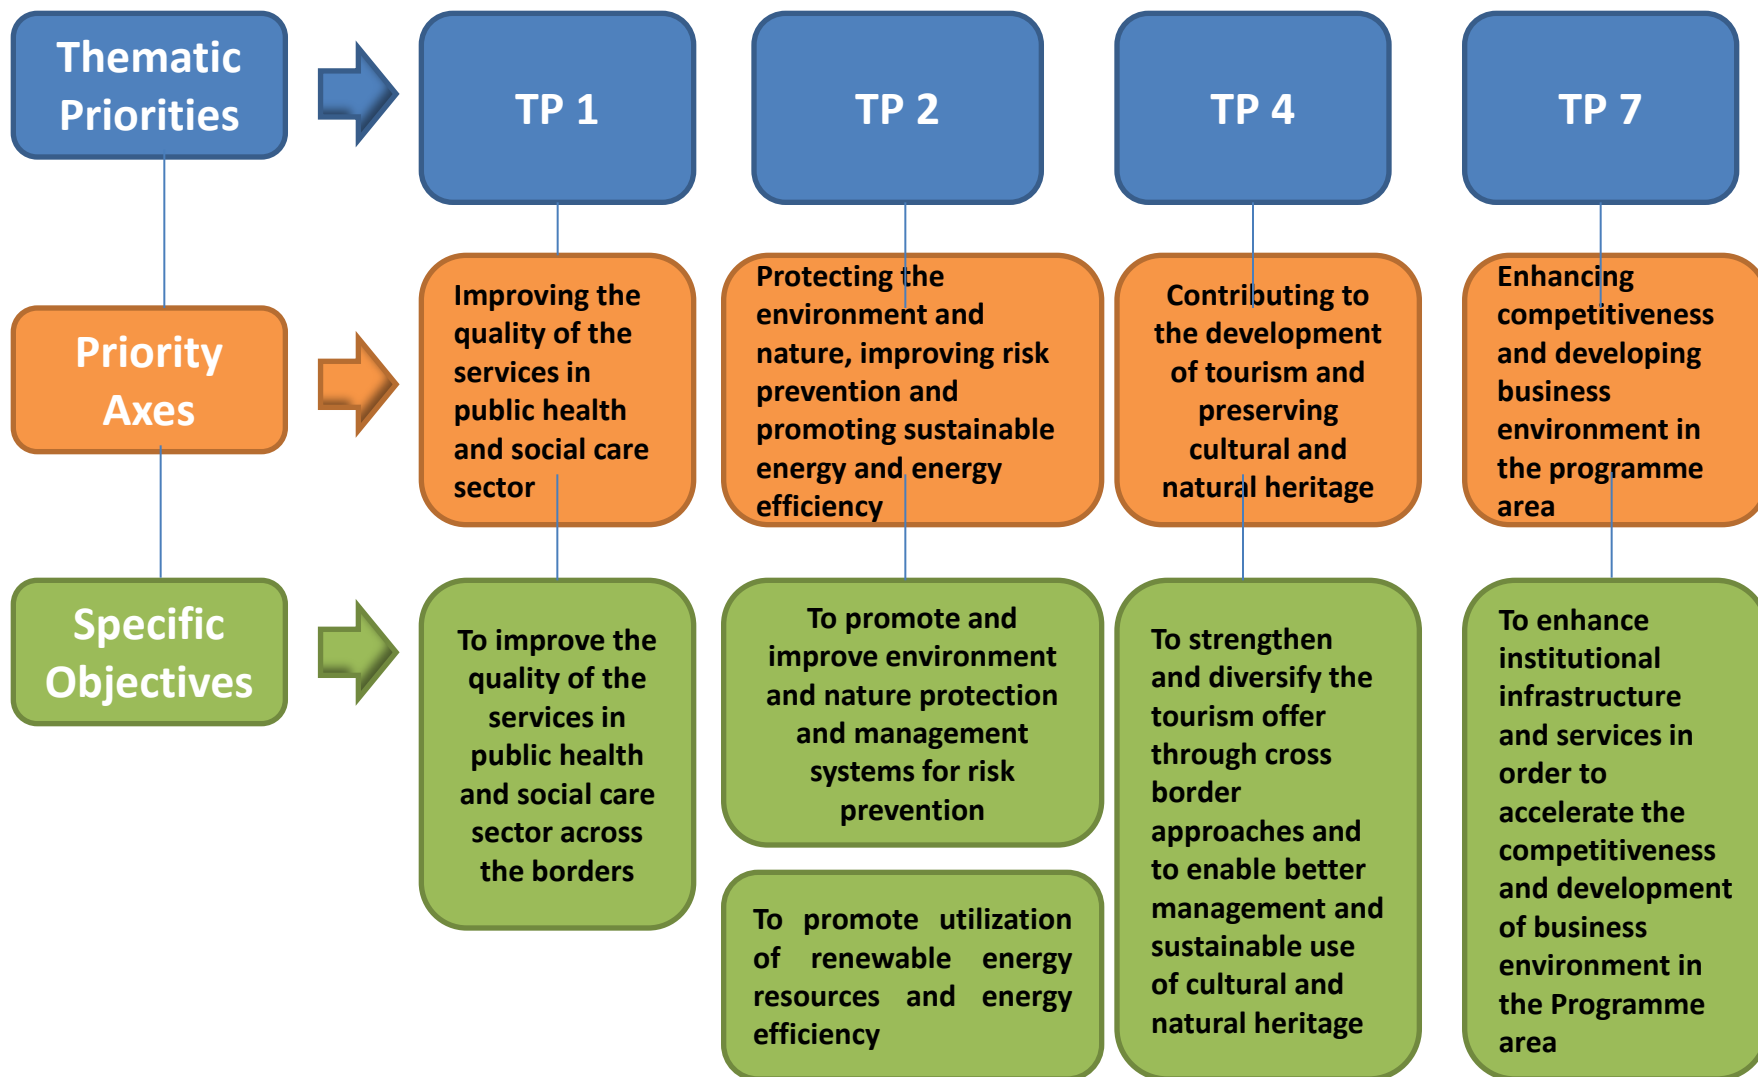 Thematic
Priorities
TP 1
TP 2
TP 4
TP 7
Priority
Axes
Improving the
quality of the
services in
public health
and social care
sector
Protecting the
environment and
nature, improving risk
prevention and
promoting sustainable
energy and energy
efficiency
Contributing to
the development
of tourism and
preserving
cultural and
natural heritage
Enhancing
competitiveness
and developing
business
environment in
the programme
area
Specific
Objectives
To improve the
quality of the
services in
public health
and social care
sector across
the borders
To promote and
improve environment
and nature protection
and management
systems for risk
prevention
To promote utilization
of renewable energy
resources and energy
efficiency
To strengthen
and diversify the
tourism offer
through cross
border
approaches and
to enable better
management and
sustainable use
of cultural and
natural heritage
To enhance
institutional
infrastructure
and services in
order to
accelerate the
competitiveness
and development
of business
environment in
the Programme
area